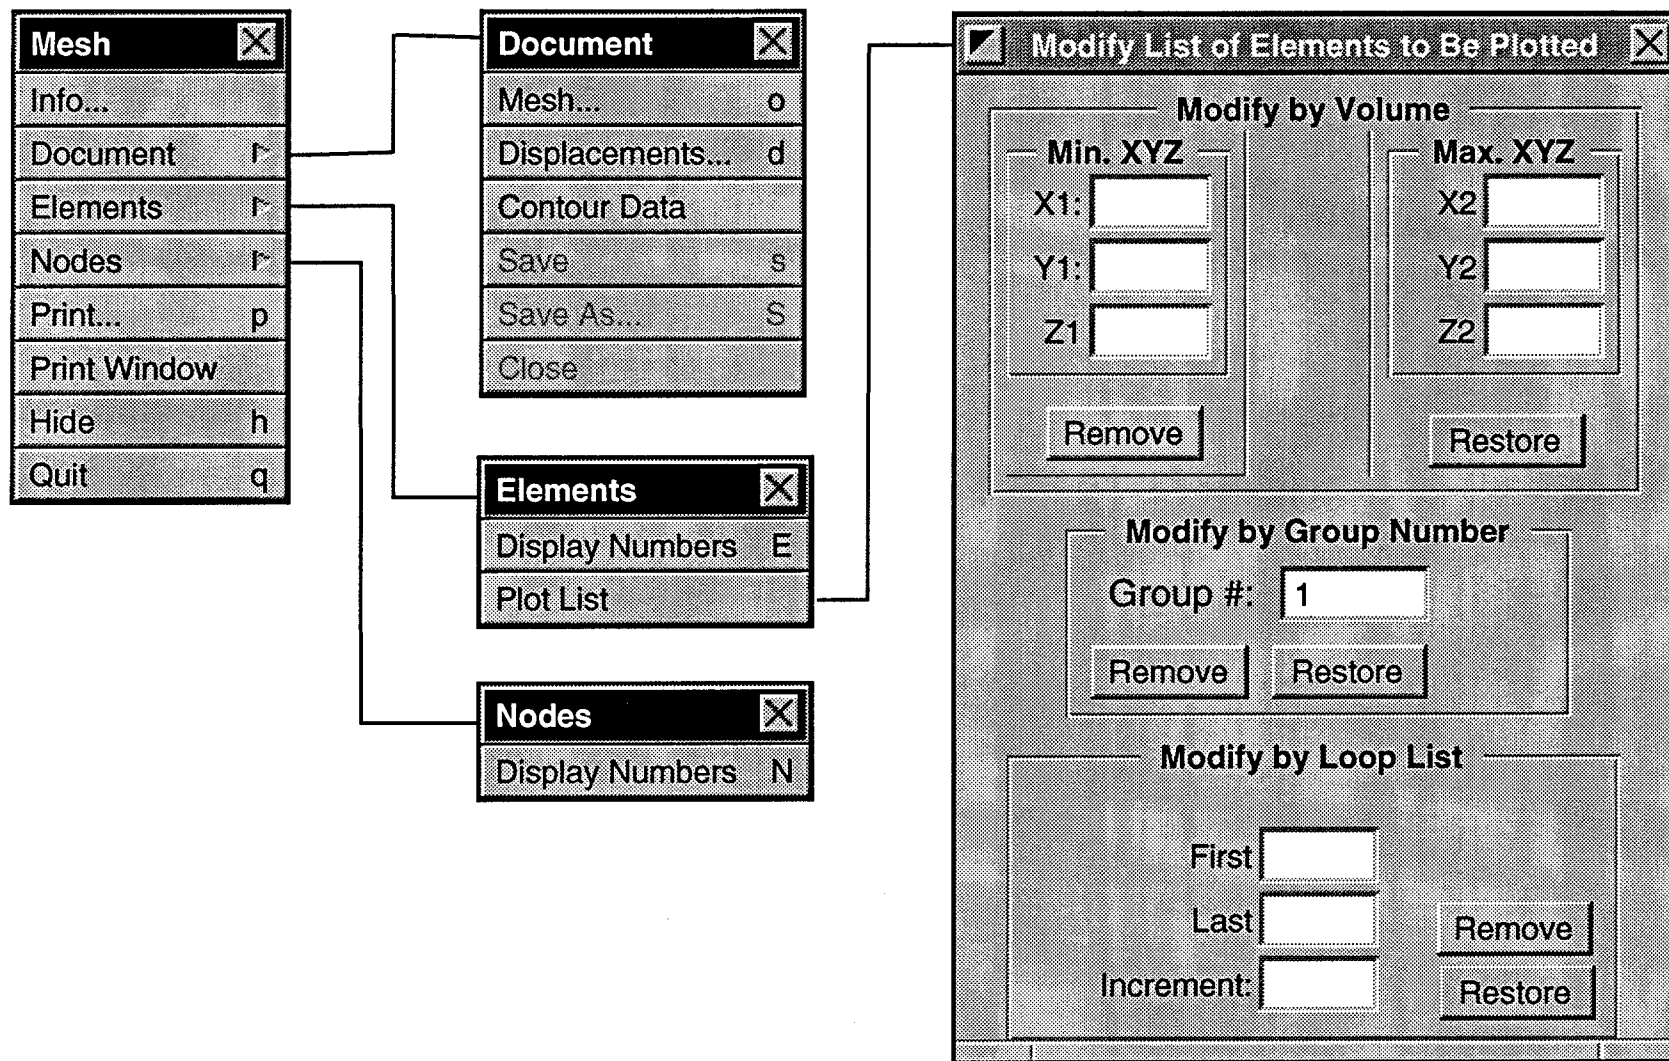 Mesh
Info...
Document
Elements
Nodes
Print... p
Print Window
Hide h
Quit q
Document
Mesh... o
Displacements... d
Contour Data
Save s
Save As... S
Close
Elements
Display Numbers E
Plot List
Nodes
Display Numbers N
Modify List of Elements to Be Plotted
Modify by Volume
Min. XYZ
X1:
Y1:
Z1
Remove
Max. XYZ
X2
Y2
Z2
Restore
Modify by Group Number
Group #: 1
Remove Restore
Modify by Loop List
First
Last
Increment:
Remove
Restore